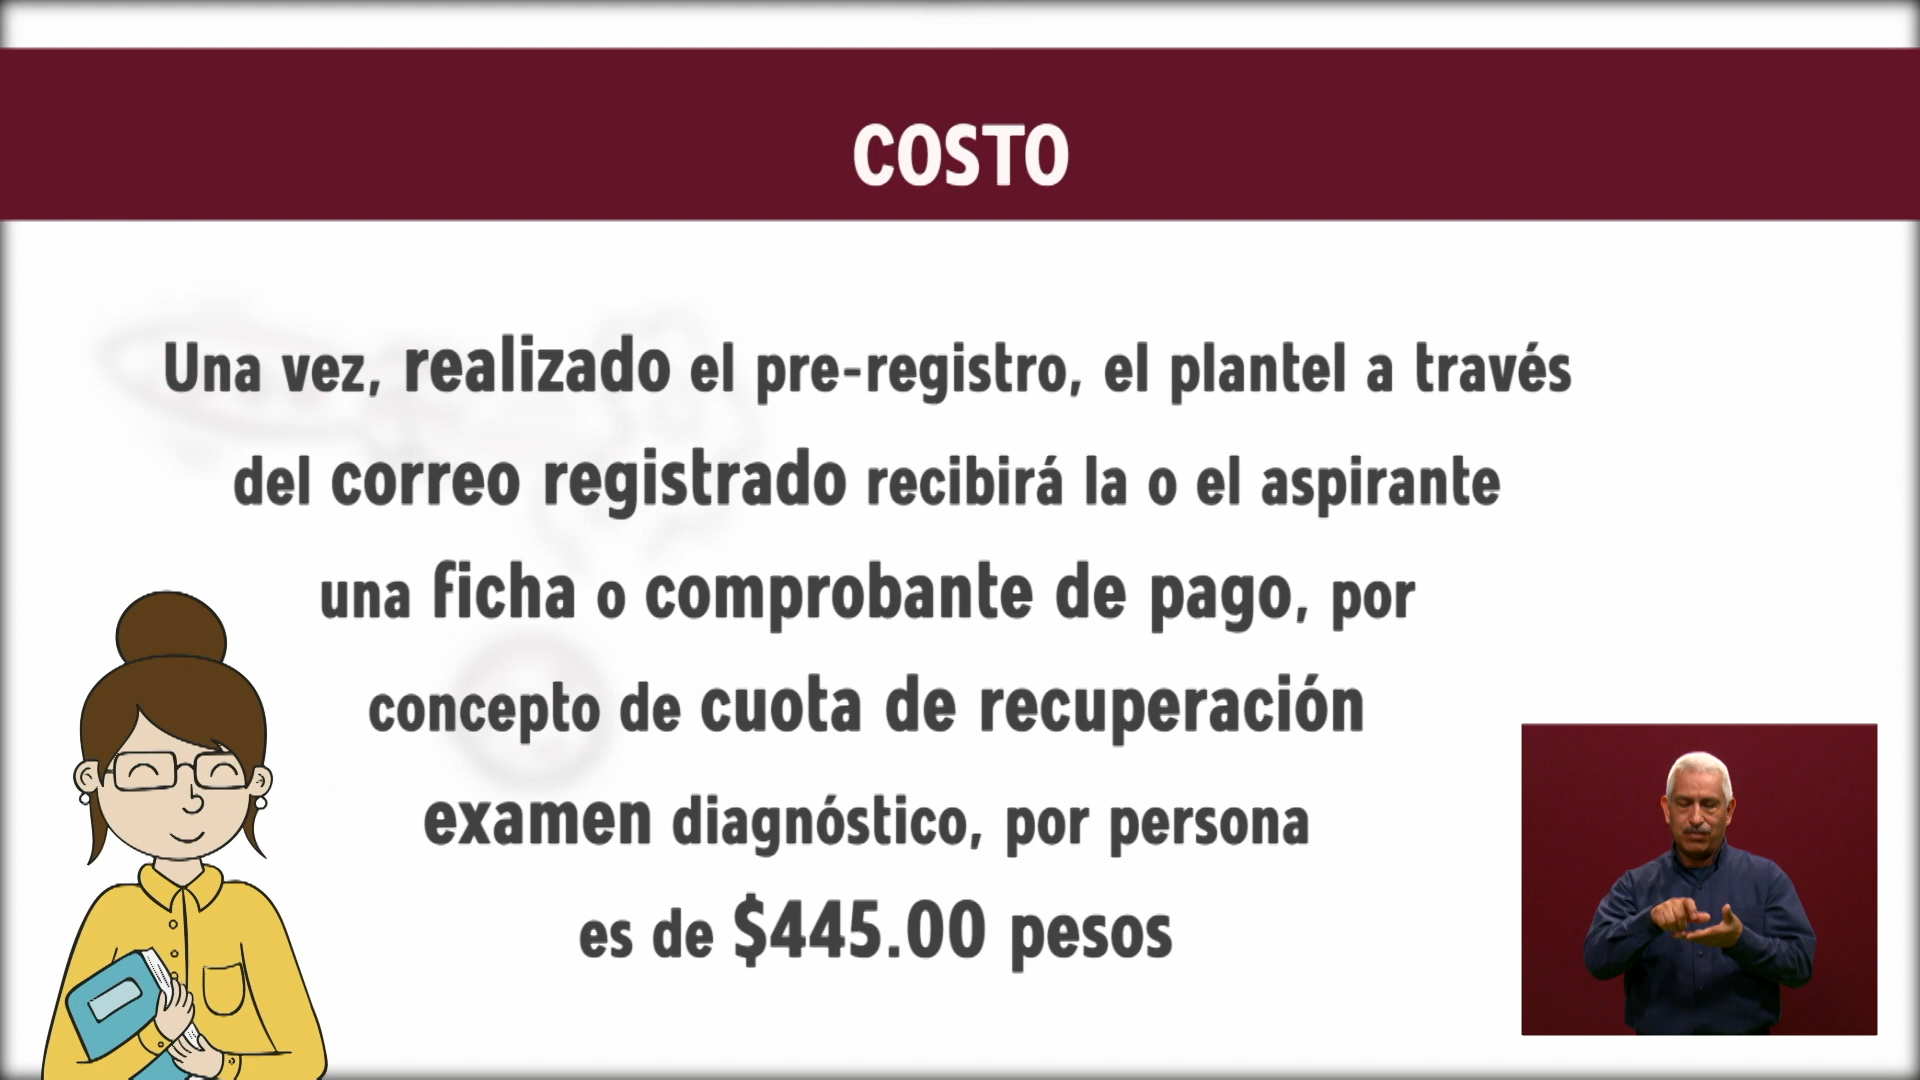 COSTO
Una vez, realizado el pre-registro, el plantel a través
del correo registrado recibirá la o el aspirante
una ficha o comprobante de pago, por
concepto de cuota de recuperación
examen diagnóstico, por persona
es de $445.00 pesos